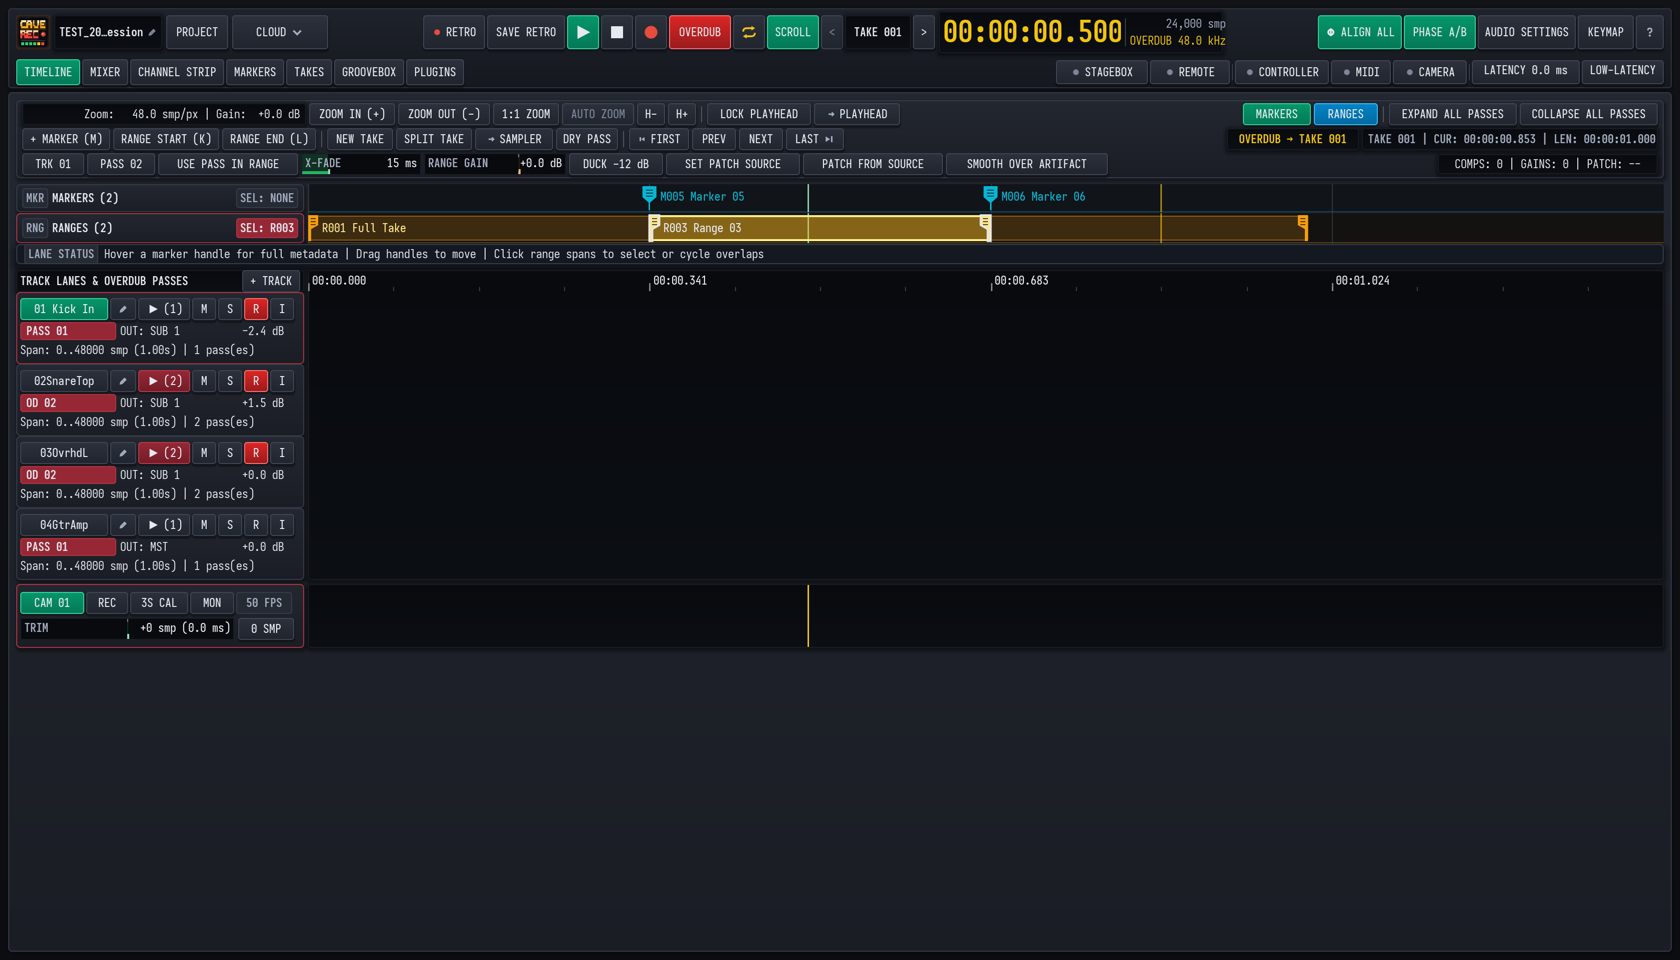 CAVE REC TEST_20…ession PROJECT CLOUD RETRO SAVE RETRO OVERDUB SCROLL < TAKE 001 > 00:00:00.500 24,000 smp
OVERDUB 48.0 kHz
ALIGN ALL PHASE A/B AUDIO SETTINGS KEYMAP ?
TIMELINE MIXER CHANNEL STRIP MARKERS TAKES GROOVEBOX PLUGINS STAGEBOX REMOTE CONTROLLER MIDI CAMERA LATENCY 0.0 ms LOW-LATENCY
Zoom: 48.0 smp/px | Gain: +0.0 dB ZOOM IN (+) ZOOM OUT (-) 1:1 ZOOM AUTO ZOOM H- H+ LOCK PLAYHEAD → PLAYHEAD MARKERS RANGES EXPAND ALL PASSES COLLAPSE ALL PASSES
+ MARKER (M) RANGE START (K) RANGE END (L) NEW TAKE SPLIT TAKE → SAMPLER DRY PASS FIRST PREV NEXT LAST OVERDUB → TAKE 001 TAKE 001 | CUR: 00:00:00.853 | LEN: 00:00:01.000
TRK 01 PASS 02 USE PASS IN RANGE X-FADE 15 ms RANGE GAIN +0.0 dB DUCK -12 dB SET PATCH SOURCE PATCH FROM SOURCE SMOOTH OVER ARTIFACT COMPS: 0 | GAINS: 0 | PATCH: --
MKR MARKERS (2) SEL: NONE M005 Marker 05 M006 Marker 06
RNG RANGES (2) SEL: R003 R001 Full Take R003 Range 03
LANE STATUS Hover a marker handle for full metadata | Drag handles to move | Click range spans to select or cycle overlaps
TRACK LANES & OVERDUB PASSES + TRACK 00:00.000 00:00.341 00:00.683 00:01.024
01 Kick In (1) M S R I
PASS 01 OUT: SUB 1 -2.4 dB
Span: 0..48000 smp (1.00s) | 1 pass(es)
02SnareTop (2) M S R I
OD 02 OUT: SUB 1 +1.5 dB
Span: 0..48000 smp (1.00s) | 2 pass(es)
03OvrhdL (2) M S R I
OD 02 OUT: SUB 1 +0.0 dB
Span: 0..48000 smp (1.00s) | 2 pass(es)
04GtrAmp (1) M S R I
PASS 01 OUT: MST +0.0 dB
Span: 0..48000 smp (1.00s) | 1 pass(es)
CAM 01 REC 3S CAL MON 50 FPS
TRIM +0 smp (0.0 ms) 0 SMP